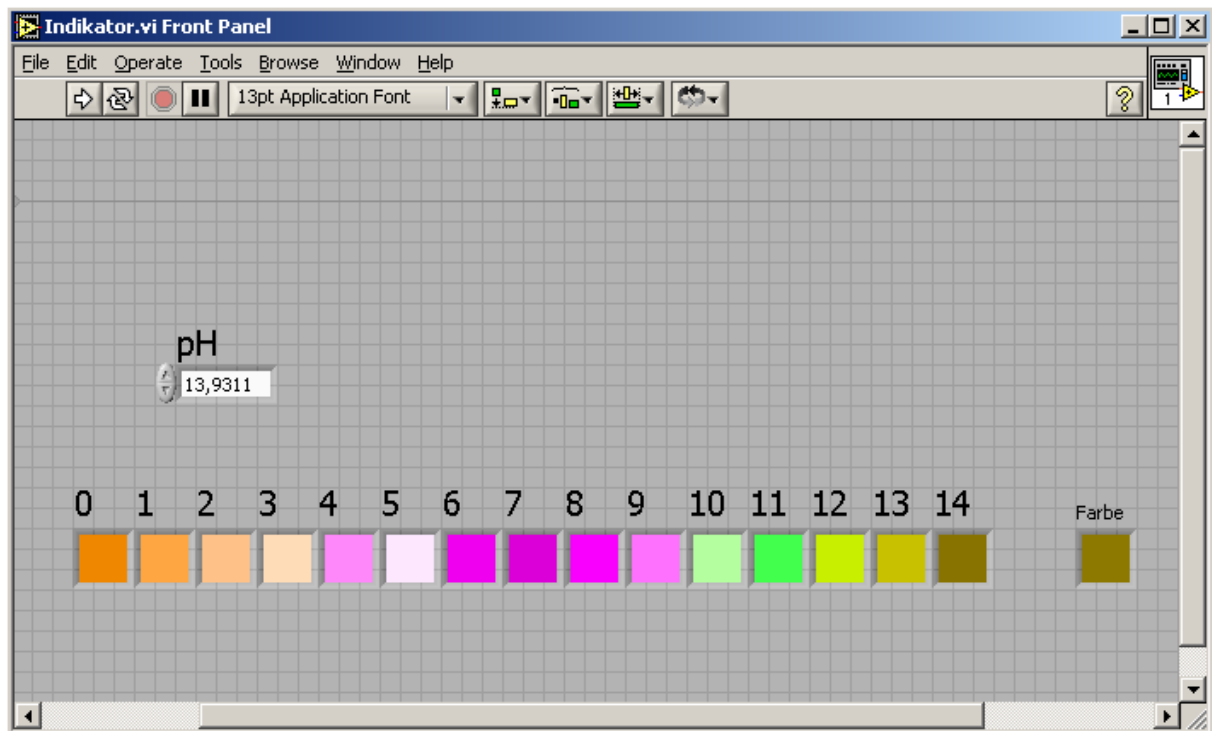 Indikator.vi Front Panel
File Edit Operate Tools Browse Window Help
13pt Application Font
?
1
pH
13,9311
0 1 2 3 4 5 6 7 8 9 10 11 12 13 14
Farbe